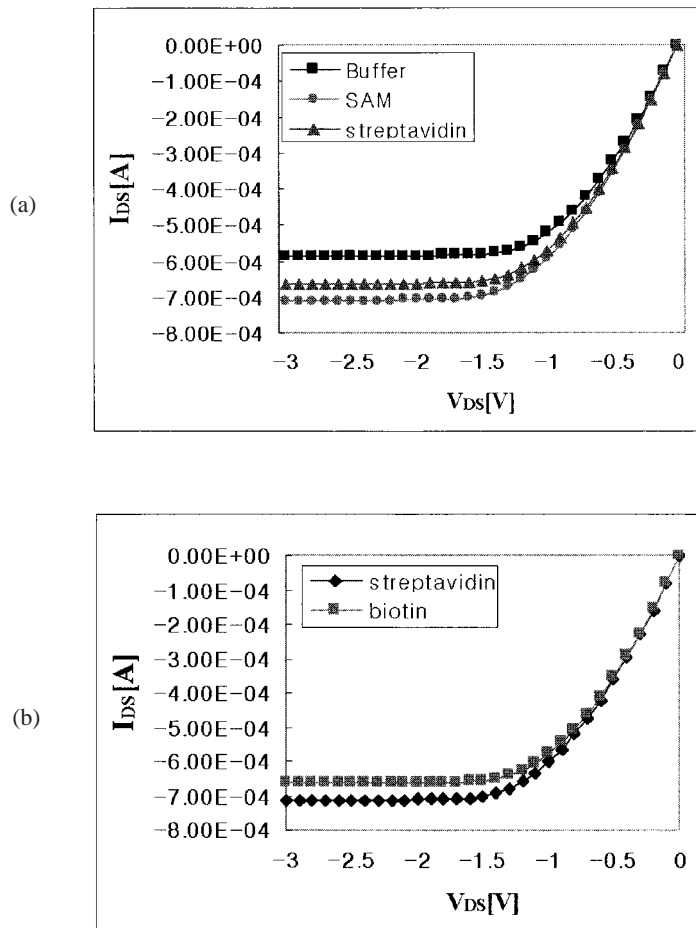 (a)
0.00E+00
−1.00E−04
−2.00E−04
−3.00E−04
−4.00E−04
−5.00E−04
−6.00E−04
−7.00E−04
−8.00E−04
IDS[A]
Buffer
SAM
streptavidin
−3 −2.5 −2 −1.5 −1 −0.5 0
VDS[V]
(b)
0.00E+00
−1.00E−04
−2.00E−04
−3.00E−04
−4.00E−04
−5.00E−04
−6.00E−04
−7.00E−04
−8.00E−04
IDS[A]
streptavidin
biotin
−3 −2.5 −2 −1.5 −1 −0.5 0
VDS[V]